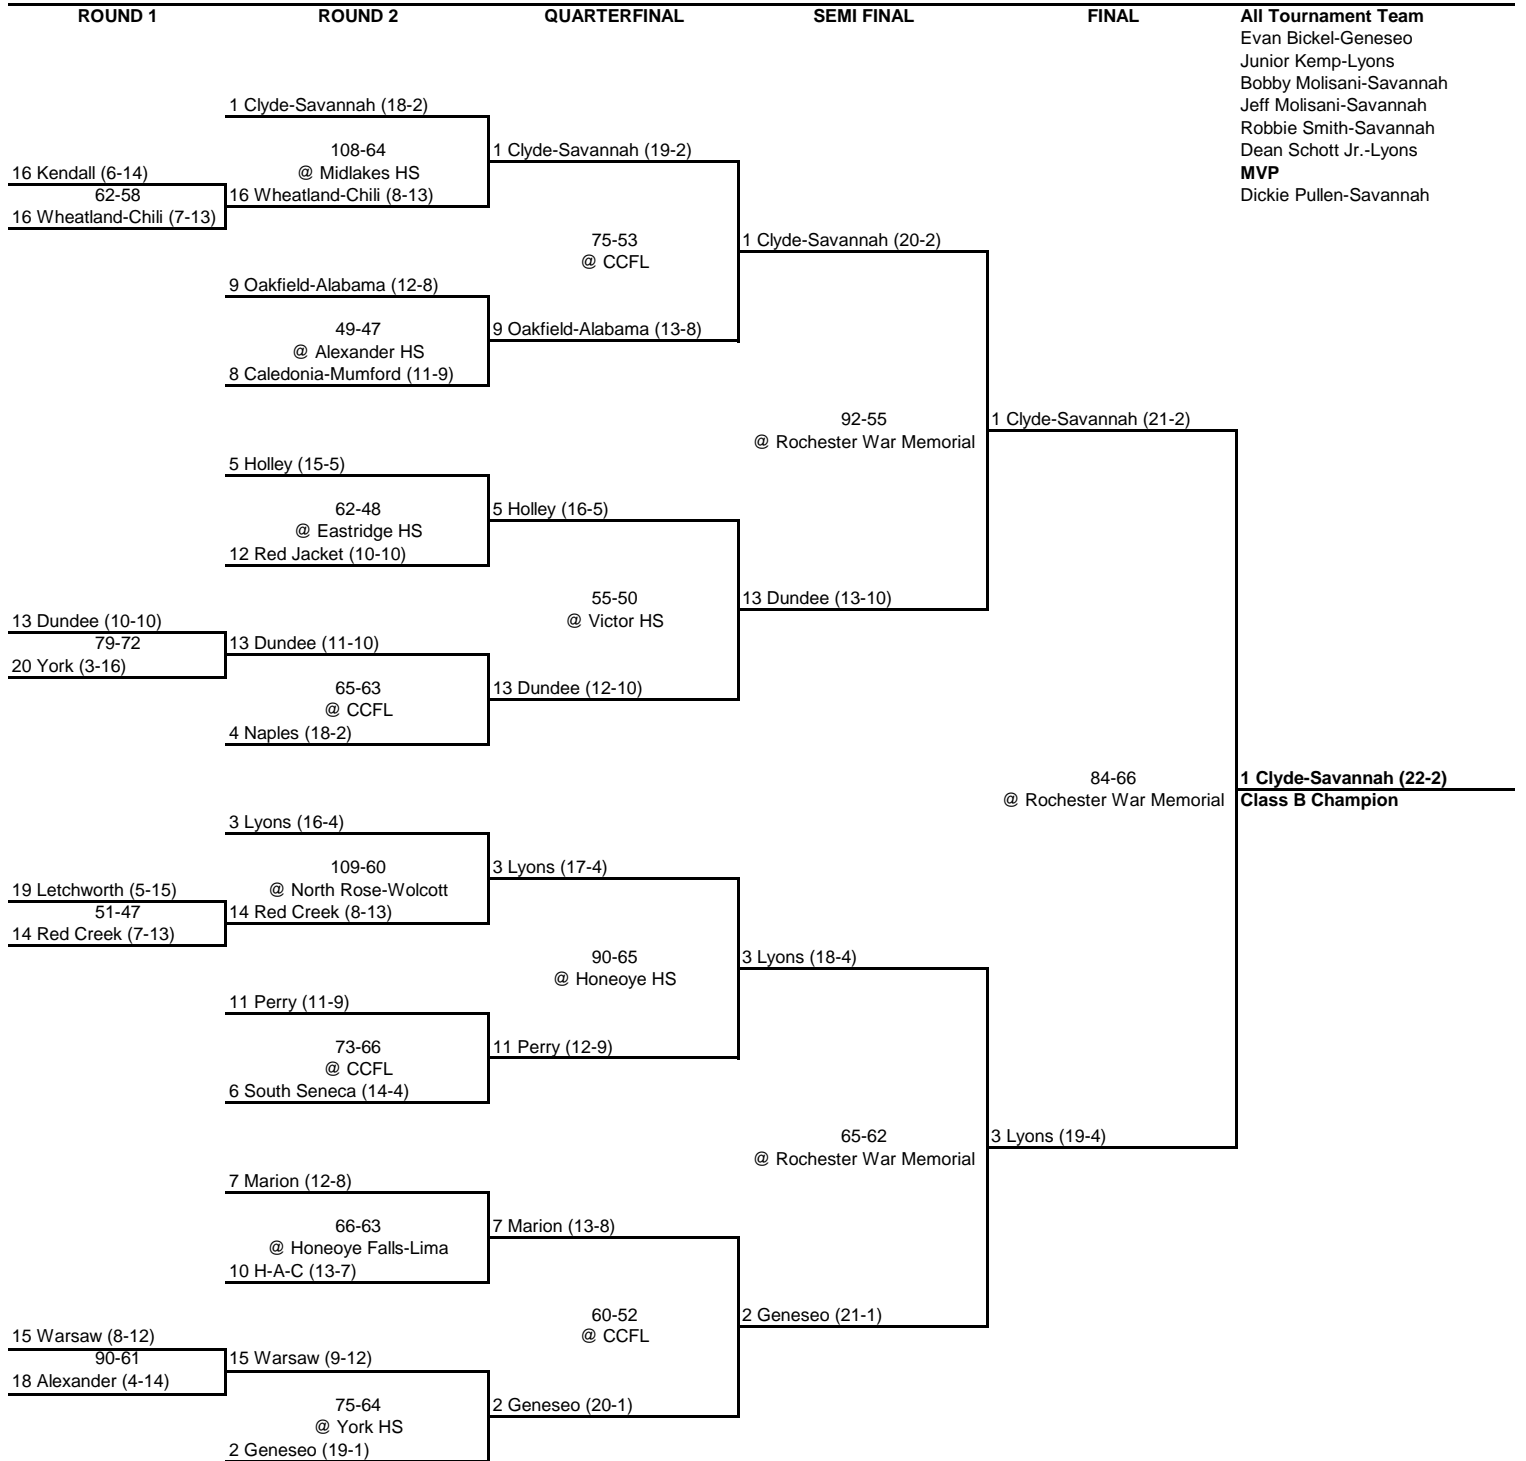 ROUND 1
ROUND 2
QUARTERFINAL
SEMI FINAL
FINAL
All Tournament Team
Evan Bickel-Geneseo
Junior Kemp-Lyons
Bobby Molisani-Savannah
Jeff Molisani-Savannah
Robbie Smith-Savannah
Dean Schott Jr.-Lyons
MVP
Dickie Pullen-Savannah
16 Kendall (6-14)
62-58
16 Wheatland-Chili (7-13)
13 Dundee (10-10)
79-72
20 York (3-16)
19 Letchworth (5-15)
51-47
14 Red Creek (7-13)
15 Warsaw (8-12)
90-61
18 Alexander (4-14)
1 Clyde-Savannah (18-2)
108-64
@ Midlakes HS
16 Wheatland-Chili (8-13)
9 Oakfield-Alabama (12-8)
49-47
@ Alexander HS
8 Caledonia-Mumford (11-9)
5 Holley (15-5)
62-48
@ Eastridge HS
12 Red Jacket (10-10)
13 Dundee (11-10)
65-63
@ CCFL
4 Naples (18-2)
3 Lyons (16-4)
109-60
@ North Rose-Wolcott
14 Red Creek (8-13)
11 Perry (11-9)
73-66
@ CCFL
6 South Seneca (14-4)
7 Marion (12-8)
66-63
@ Honeoye Falls-Lima
10 H-A-C (13-7)
15 Warsaw (9-12)
75-64
@ York HS
2 Geneseo (19-1)
1 Clyde-Savannah (19-2)
75-53
@ CCFL
9 Oakfield-Alabama (13-8)
5 Holley (16-5)
55-50
@ Victor HS
13 Dundee (12-10)
3 Lyons (17-4)
90-65
@ Honeoye HS
11 Perry (12-9)
7 Marion (13-8)
60-52
@ CCFL
2 Geneseo (20-1)
1 Clyde-Savannah (20-2)
92-55
@ Rochester War Memorial
13 Dundee (13-10)
3 Lyons (18-4)
65-62
@ Rochester War Memorial
2 Geneseo (21-1)
1 Clyde-Savannah (21-2)
84-66
@ Rochester War Memorial
3 Lyons (19-4)
1 Clyde-Savannah (22-2)
Class B Champion